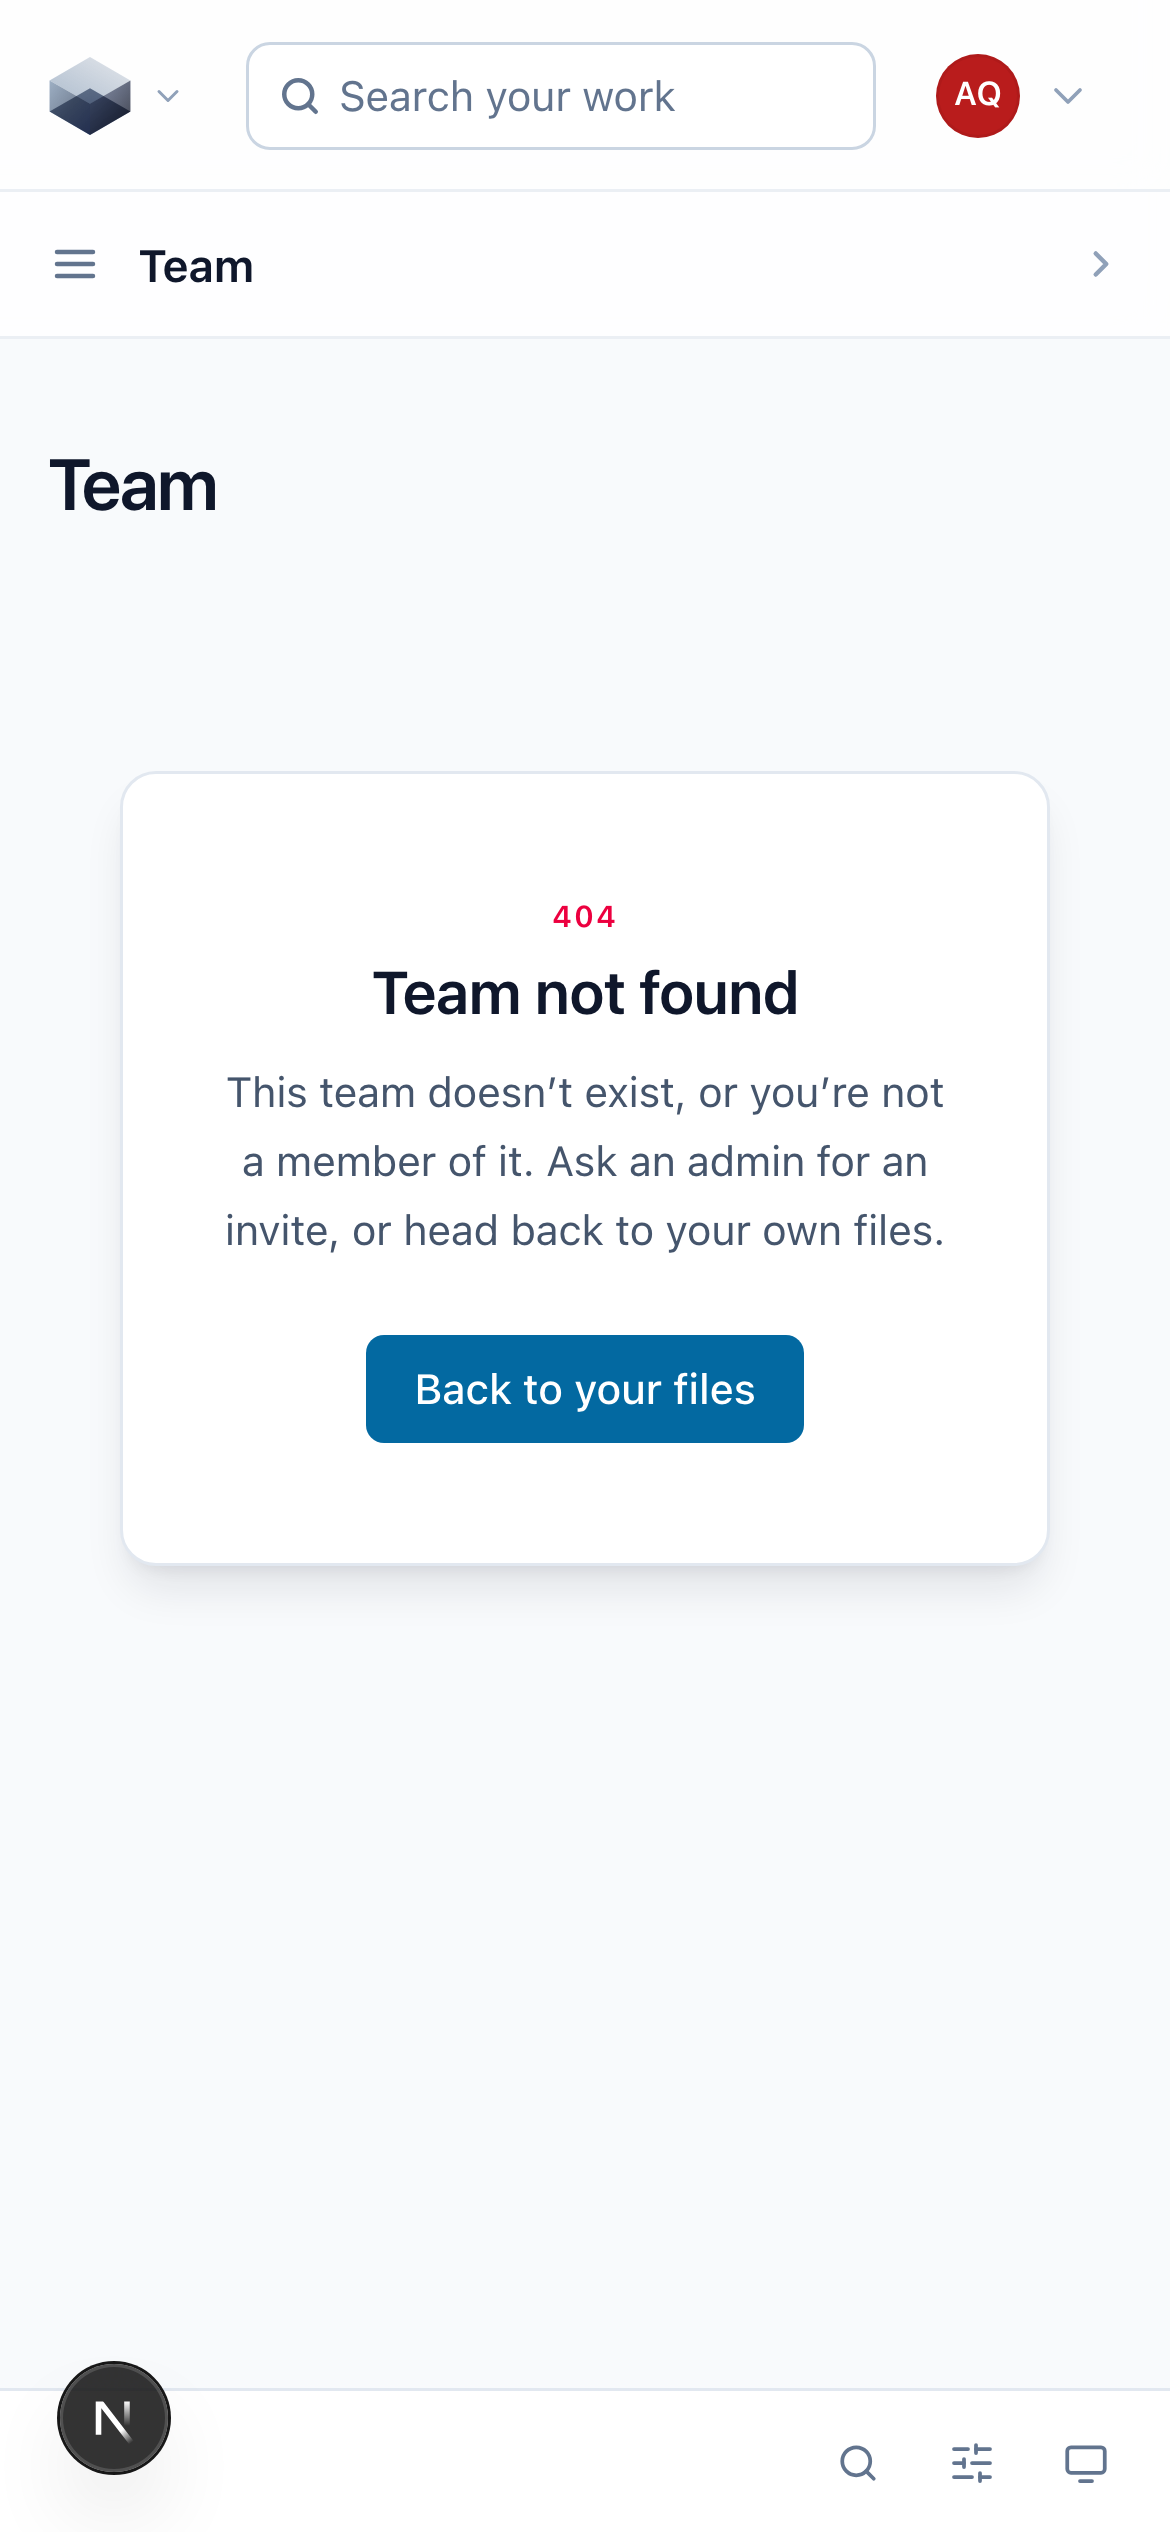 Search your work
AQ
Team
Team
404
Team not found
This team doesn’t exist, or you’re not
a member of it. Ask an admin for an
invite, or head back to your own files.
Back to your files
N